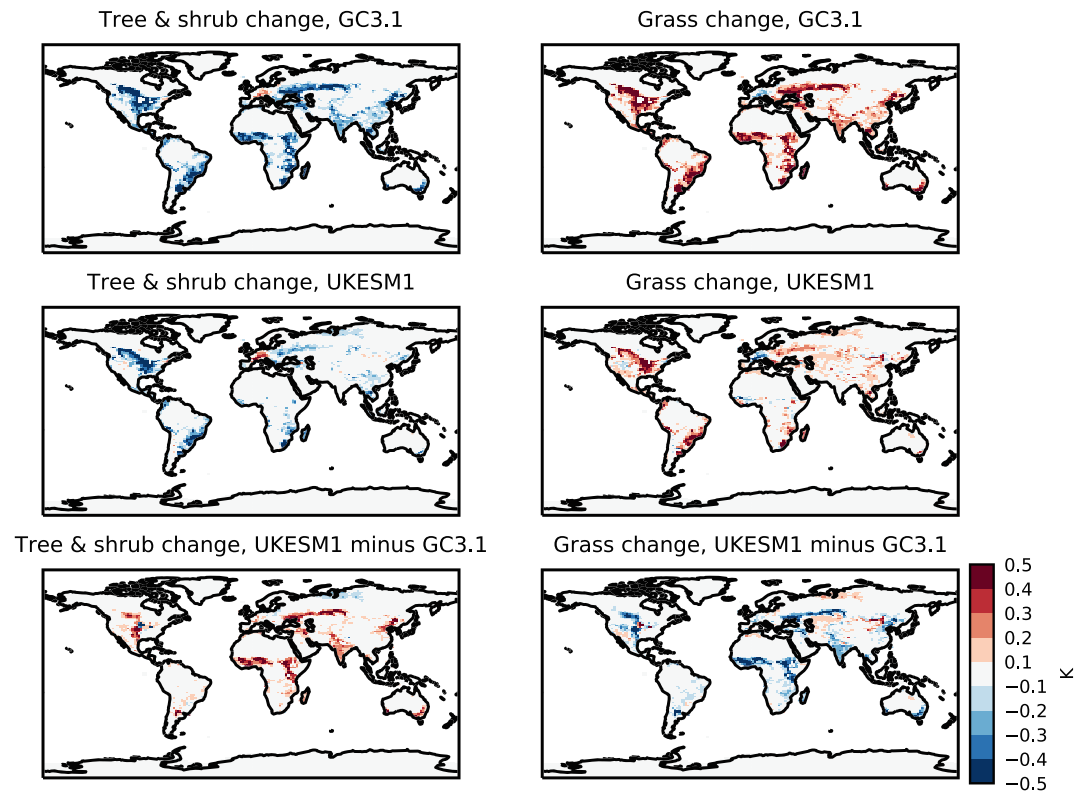 Tree & shrub change, GC3.1
Grass change, GC3.1
Tree & shrub change, UKESM1
Grass change, UKESM1
Tree & shrub change, UKESM1 minus GC3.1
Grass change, UKESM1 minus GC3.1
0.5
0.4
0.3
0.2
0.1
−0.1
−0.2
−0.3
−0.4
−0.5
K